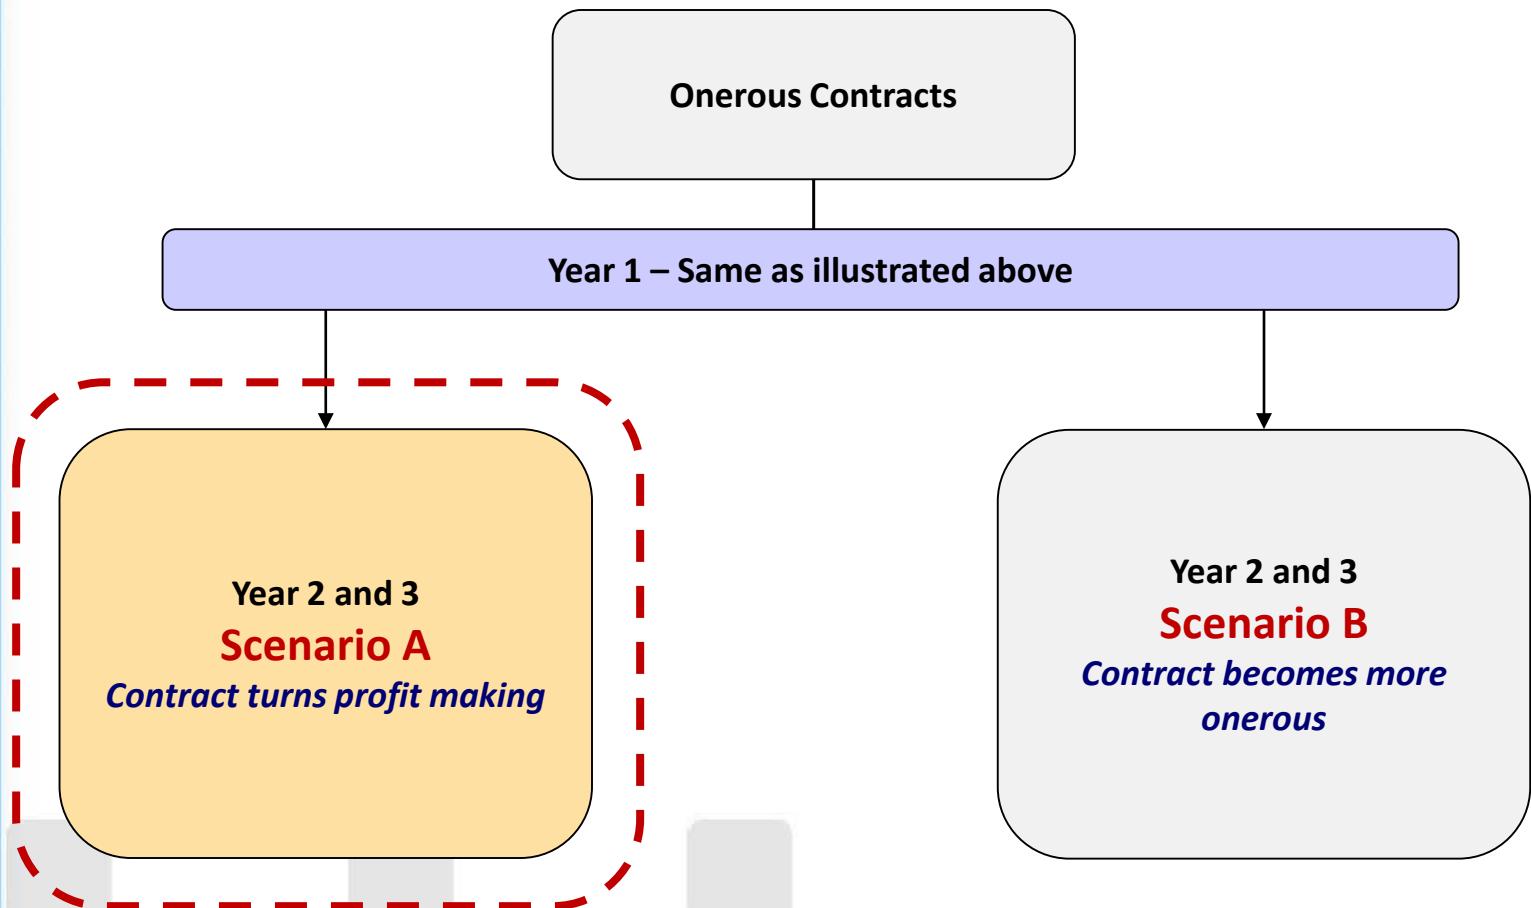 Onerous Contracts
Year 1 – Same as illustrated above
Year 2 and 3
Scenario A
Contract turns profit making
Year 2 and 3
Scenario B
Contract becomes more
onerous